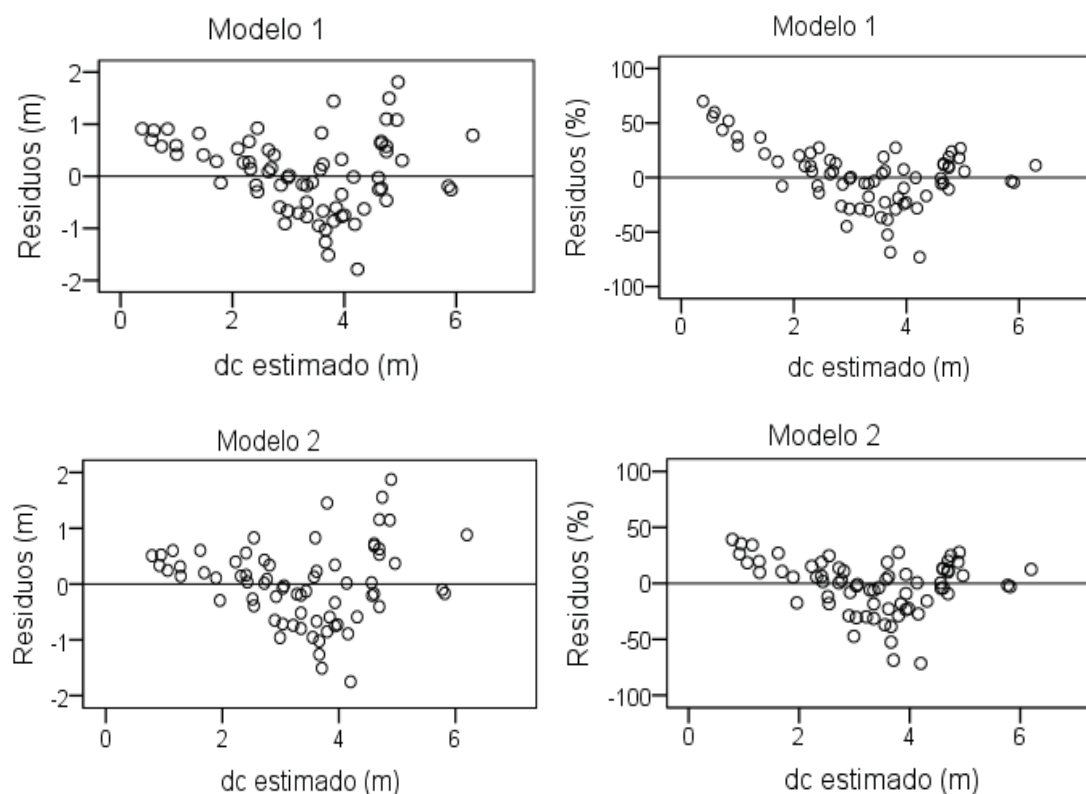 Modelo 1
Residuos (m)
2
1
0
-1
-2
0 2 4 6
dc estimado (m)
Modelo 1
Residuos (%)
100
50
0
-50
-100
0 2 4 6
dc estimado (m)
Modelo 2
Residuos (m)
2
1
0
-1
-2
0 2 4 6
dc estimado (m)
Modelo 2
Residuos (%)
100
50
0
-50
-100
0 2 4 6
dc estimado (m)